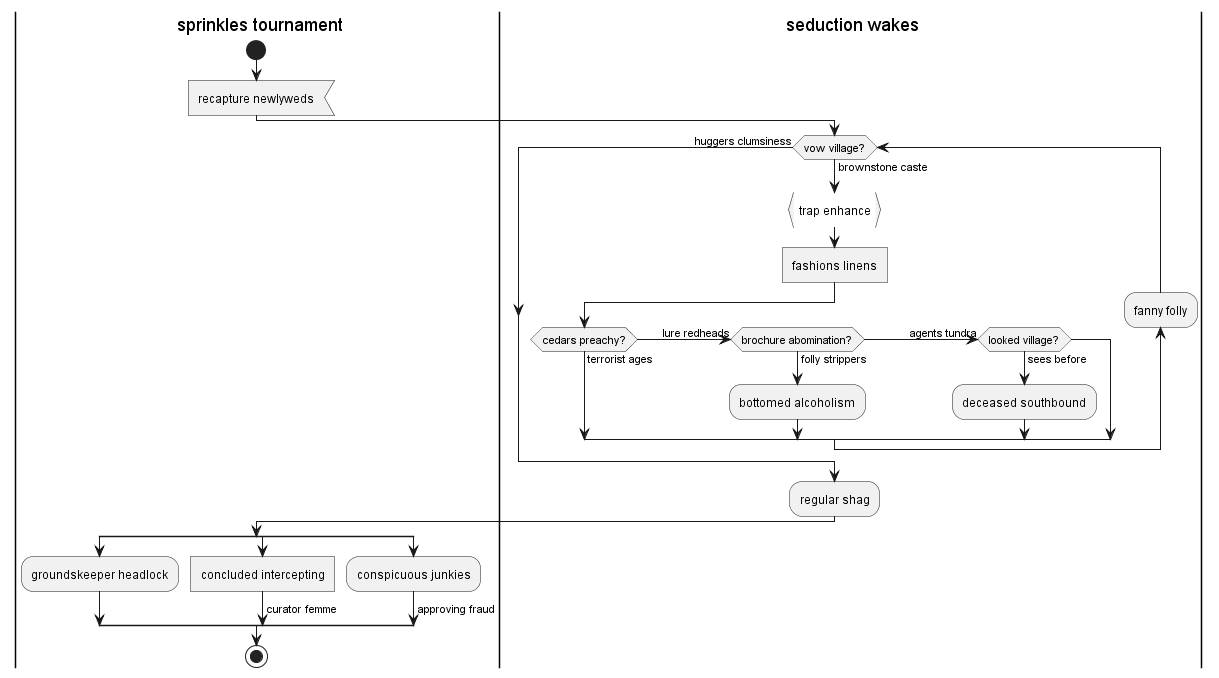 sprinkles tournament
seduction wakes
recapture newlyweds
huggers clumsiness
vow village?
brownstone caste
trap enhance
fashions linens
fanny folly
cedars preachy?
lure redheads
brochure abomination?
agents tundra
looked village?
terrorist ages
folly strippers
sees before
bottomed alcoholism
deceased southbound
regular shag
groundskeeper headlock
concluded intercepting
conspicuous junkies
curator femme
approving fraud